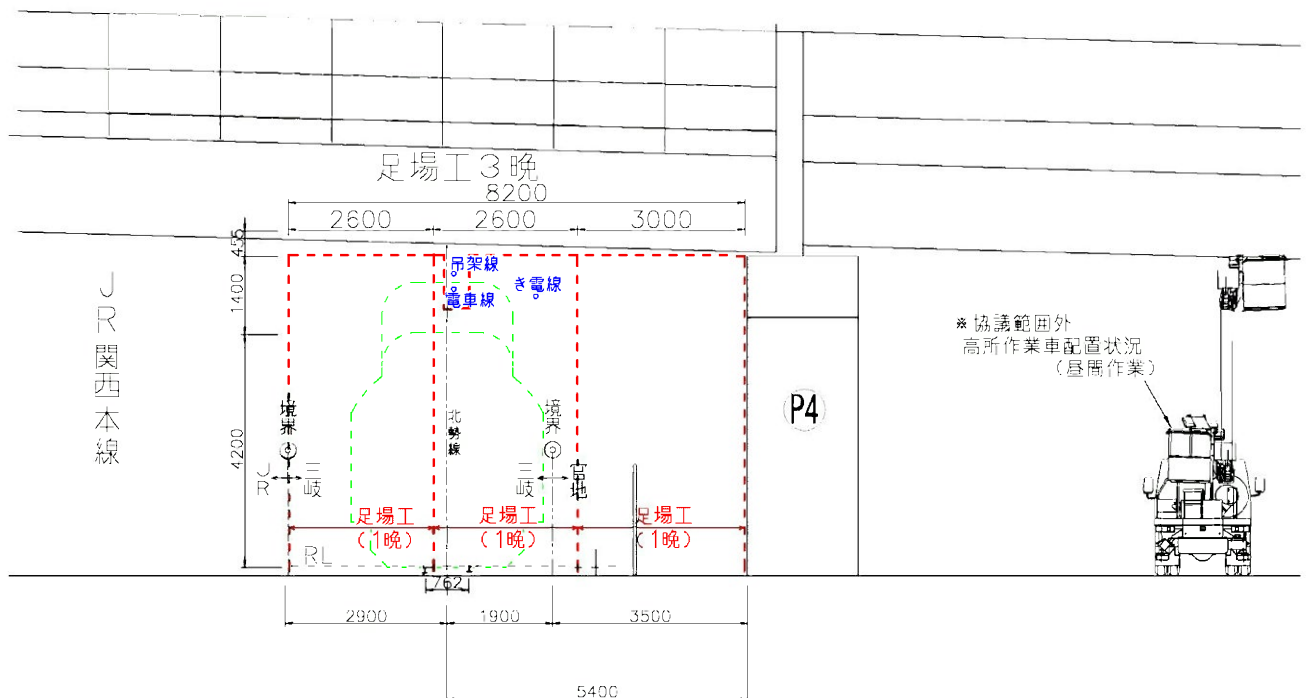 足場工3晩
8200
2600
2600
3000
455
1400
4200
吊架線
き電線
電車線
JR関西本線
※協議範囲外
高所作業車配置状況
(昼間作業)
P4
境界
北勢線
境界
JR
三岐
三岐
官地
足場工
(1晩)
足場工
(1晩)
足場工
(1晩)
RL
762
2900
1900
3500
5400